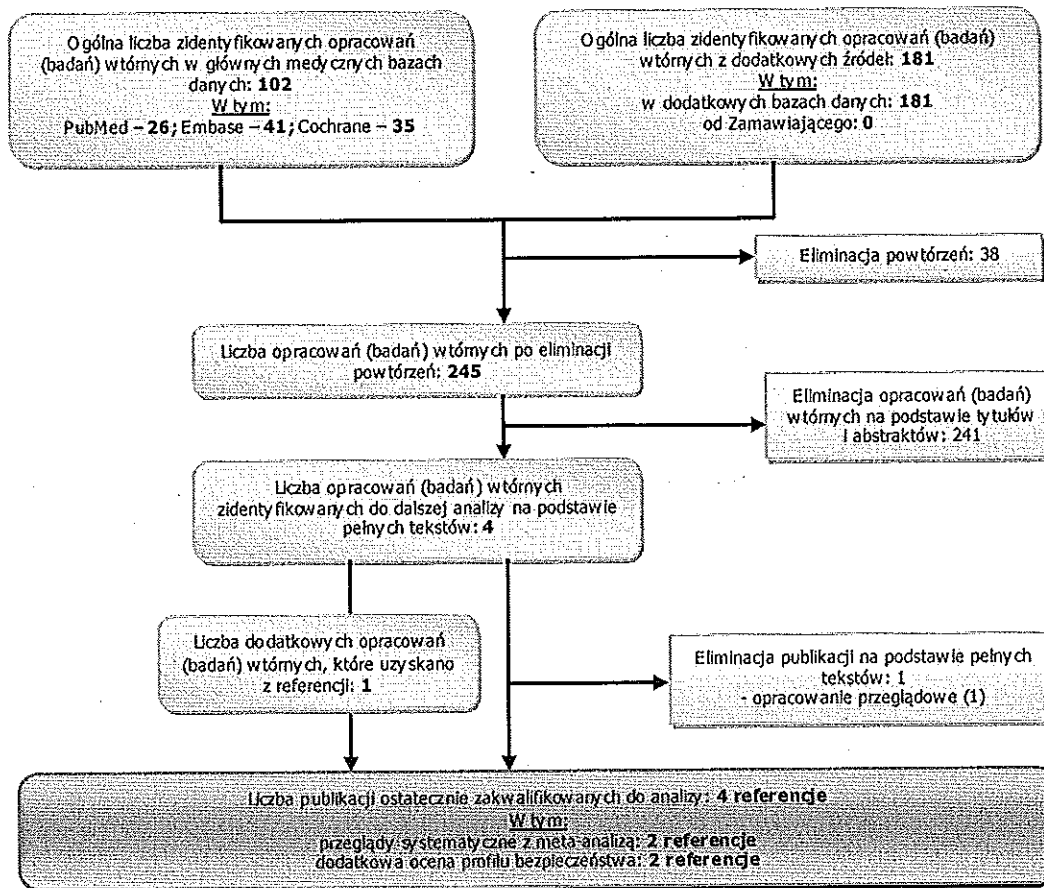 Ogólna liczba zidentyfikowanych opracowań
(badań) wtórnych w głównych medycznych bazach
danych: 102
W tym:
PubMed – 26; Embase – 41; Cochrane – 35
Ogólna liczba zidentyfikowanych opracowań (badań)
wtórnych z dodatkowych źródeł: 181
W tym:
w dodatkowych bazach danych: 181
od Zamawiającego: 0
Eliminacja powtórzeń: 38
Liczba opracowań (badań) wtórnych po eliminacji
powtórzeń: 245
Eliminacja opracowań (badań)
wtórnych na podstawie tytułów
i abstraktów: 241
Liczba opracowań (badań) wtórnych
zidentyfikowanych do dalszej analizy na podstawie
pełnych tekstów: 4
Liczba dodatkowych opracowań
(badań) wtórnych, które uzyskano
z referencji: 1
Eliminacja publikacji na podstawie pełnych
tekstów: 1
- opracowanie przeglądowe (1)
Liczba publikacji ostatecznie zakwalifikowanych do analizy: 4 referencje
W tym:
przeglądy systematyczne z meta-analizą: 2 referencje
dodatkowa ocena profilu bezpieczeństwa: 2 referencje